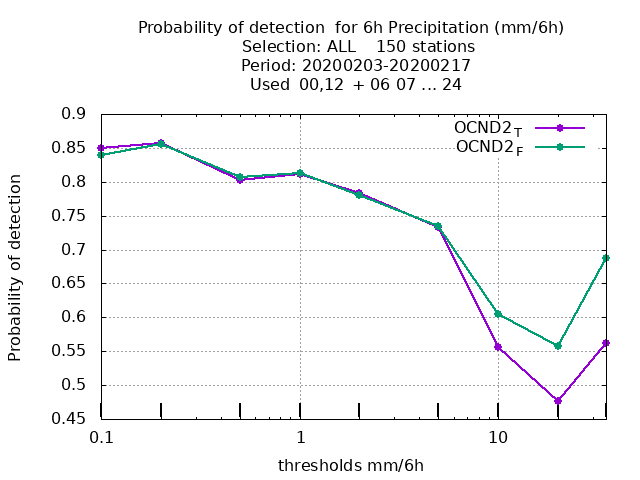 Probability of detection  for 6h Precipitation (mm/6h)
Selection: ALL    150 stations
Period: 20200203-20200217
Used  00,12  + 06 07 ... 24
OCND2T
OCND2F
0.9
0.85
0.8
0.75
0.7
0.65
0.6
0.55
0.5
0.45
Probability of detection
0.1 1 10
thresholds mm/6h